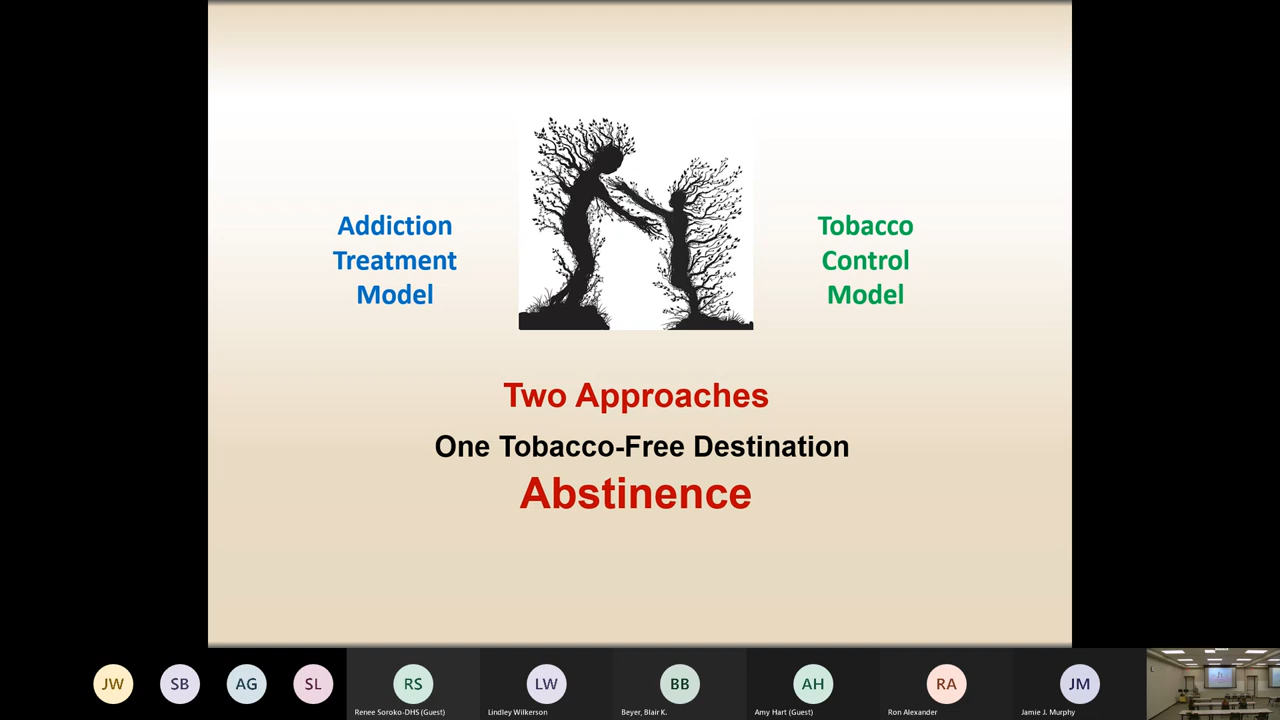 Addiction
Treatment
Model
Tobacco
Control
Model
Two Approaches
One Tobacco-Free Destination
Abstinence
JW
SB
AG
SL
RS
LW
BB
AH
RA
JM
Renee Soroko-DHS (Guest)
Lindley Wilkerson
Beyer, Blair K.
Amy Hart (Guest)
Ron Alexander
Jamie J. Murphy